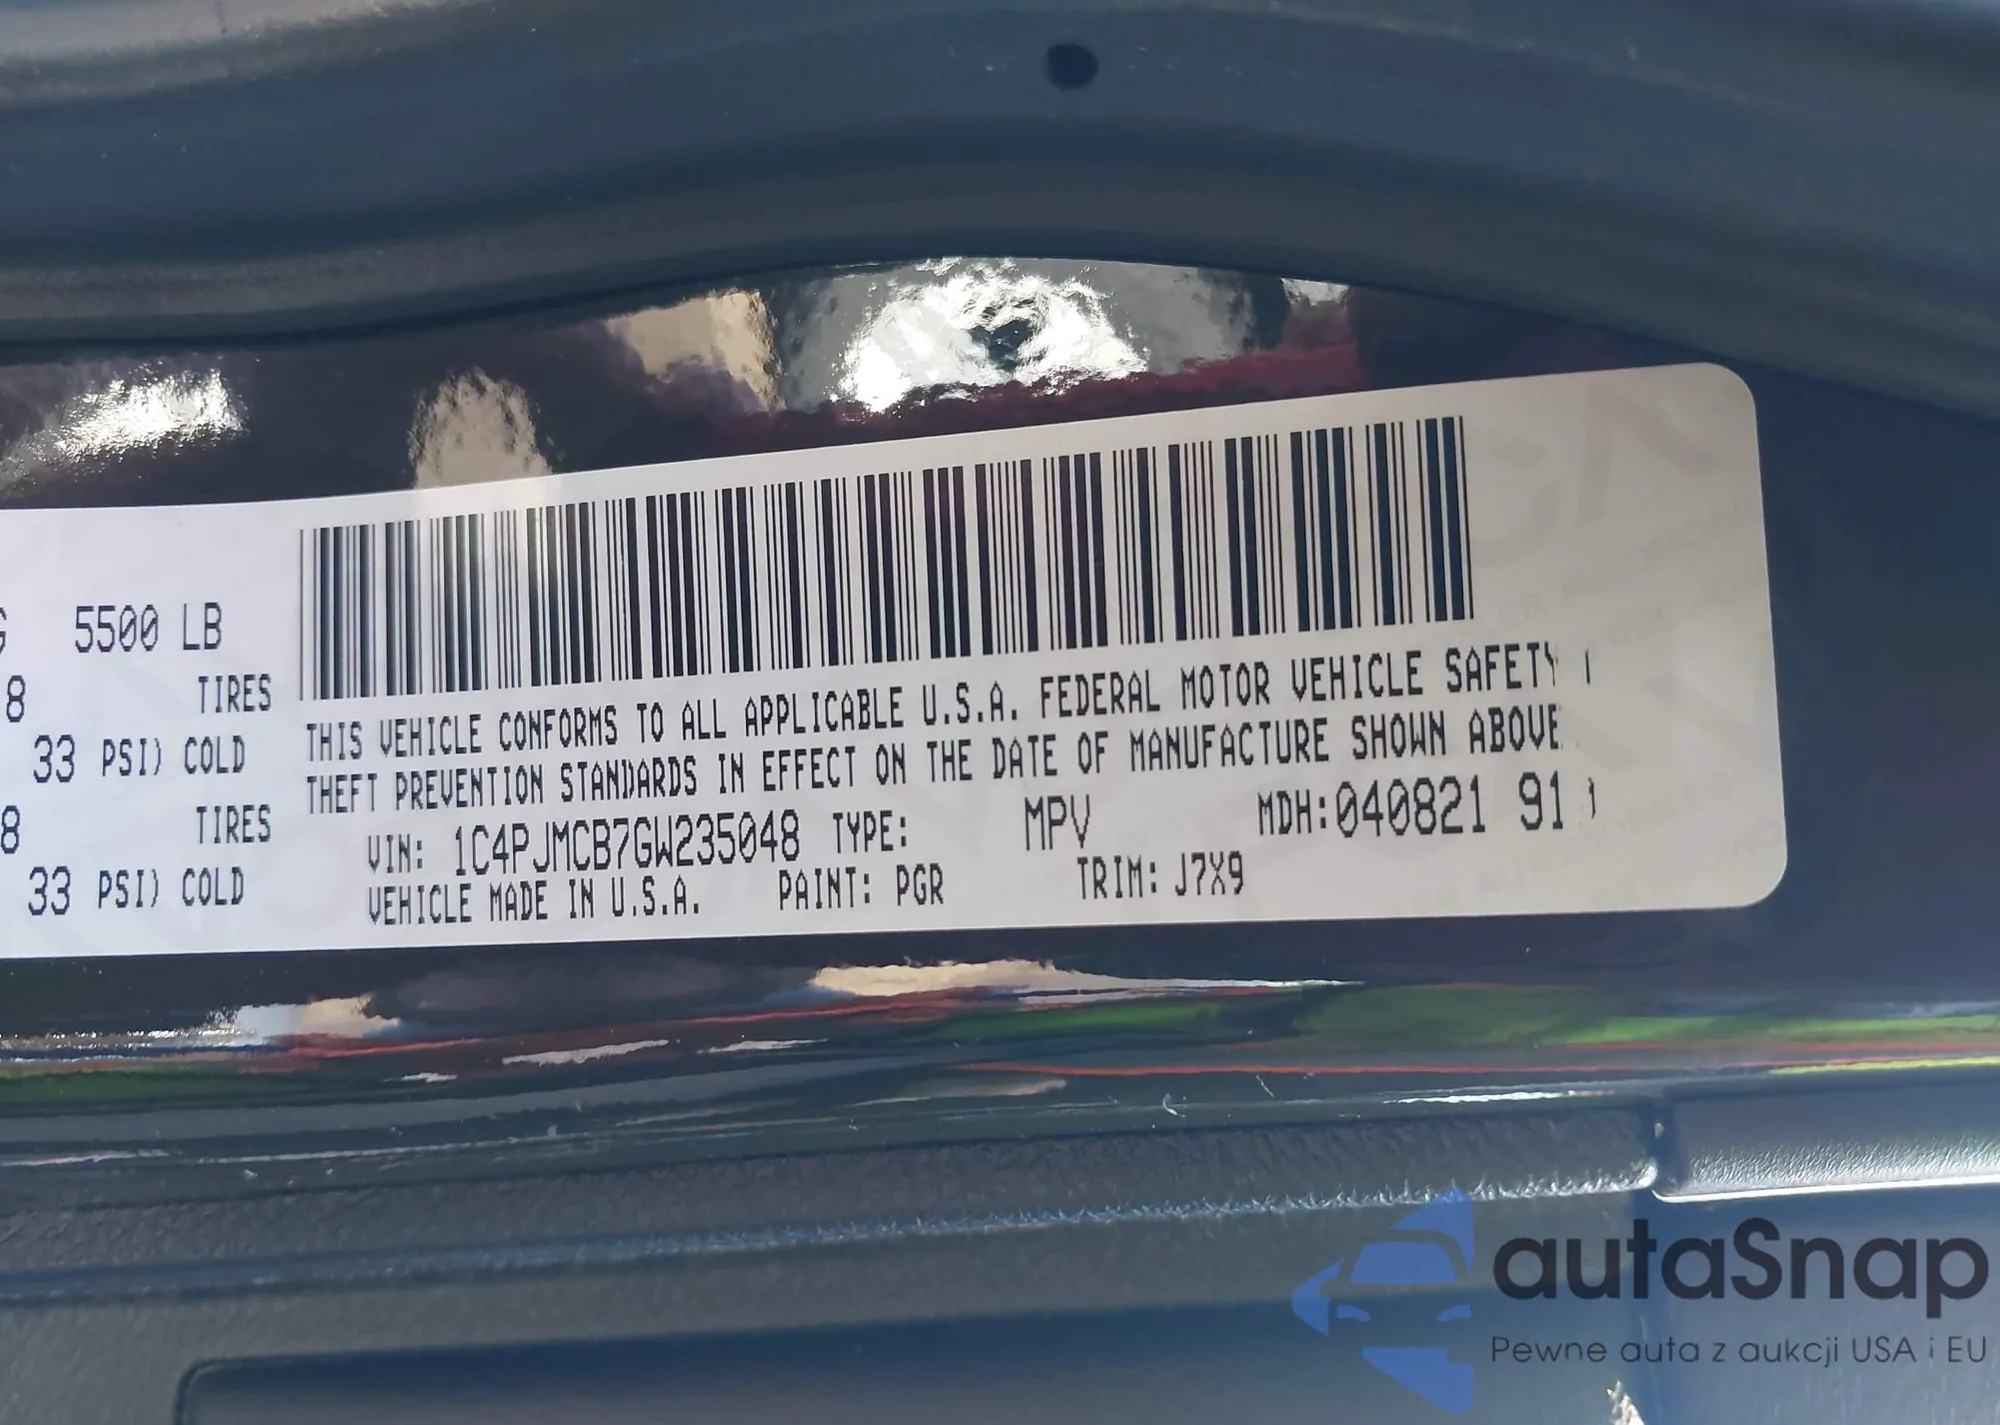 5500 LB
8 TIRES
33 PSI) COLD
8 TIRES
33 PSI) COLD
THIS VEHICLE CONFORMS TO ALL APPLICABLE U.S.A. FEDERAL MOTOR VEHICLE SAFETY
THEFT PREVENTION STANDARDS IN EFFECT ON THE DATE OF MANUFACTURE SHOWN ABOVE
VIN: 1C4PJMCB7GW235048 TYPE: MPV MDH:040821 91
VEHICLE MADE IN U.S.A. PAINT: PGR TRIM: J7X9
autaSnap
Pewne auta z aukcji USA i EU